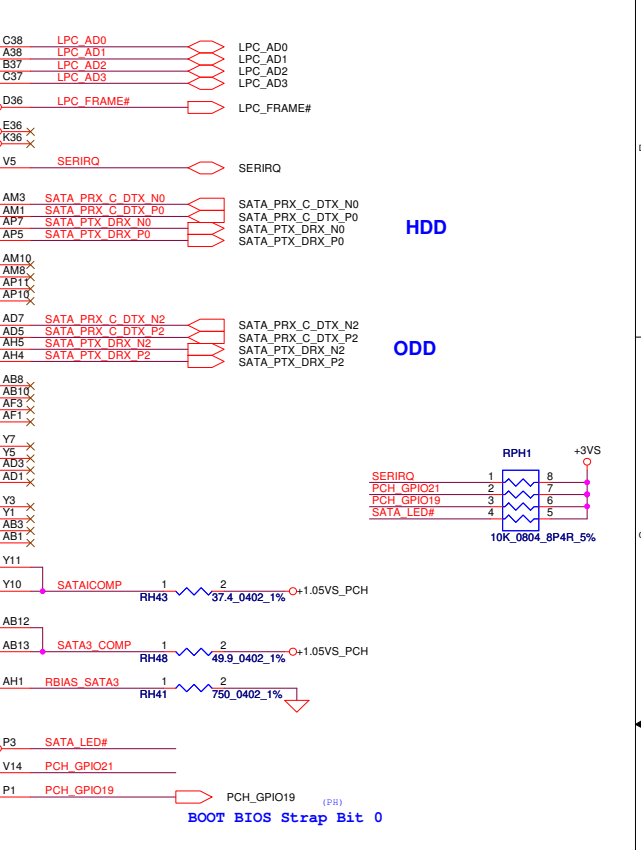 C38 LPC_AD0 LPC_AD0
A38 LPC_AD1 LPC_AD1
B37 LPC_AD2 LPC_AD2
C37 LPC_AD3 LPC_AD3
D36 LPC_FRAME# LPC_FRAME#
E36
K36
V5 SERIRQ SERIRQ
AM3 SATA_PRX_C_DTX_N0 SATA_PRX_C_DTX_N0
AM1 SATA_PRX_C_DTX_P0 SATA_PRX_C_DTX_P0
AP7 SATA_PTX_DRX_N0 SATA_PTX_DRX_N0
AP5 SATA_PTX_DRX_P0 SATA_PTX_DRX_P0
HDD
AM10
AM8
AP11
AP10
AD7 SATA_PRX_C_DTX_N2 SATA_PRX_C_DTX_N2
AD5 SATA_PRX_C_DTX_P2 SATA_PRX_C_DTX_P2
AH5 SATA_PTX_DRX_N2 SATA_PTX_DRX_N2
AH4 SATA_PTX_DRX_P2 SATA_PTX_DRX_P2
ODD
AB8
AB10
AF3
AF1
Y7
Y5
AD3
AD1
RPH1 +3VS
SERIRQ 1 8
PCH_GPIO21 2 7
PCH_GPIO19 3 6
SATA_LED# 4 5
10K_0804_8P4R_5%
Y3
Y1
AB3
AB1
Y11
Y10 SATAICOMP 1 2 +1.05VS_PCH
RH43 37.4_0402_1%
AB12
AB13 SATA3_COMP 1 2 +1.05VS_PCH
RH48 49.9_0402_1%
AH1 RBIAS_SATA3 1 2
RH41 750_0402_1%
P3 SATA_LED#
V14 PCH_GPIO21
P1 PCH_GPIO19 PCH_GPIO19
(PH)
BOOT BIOS Strap Bit 0